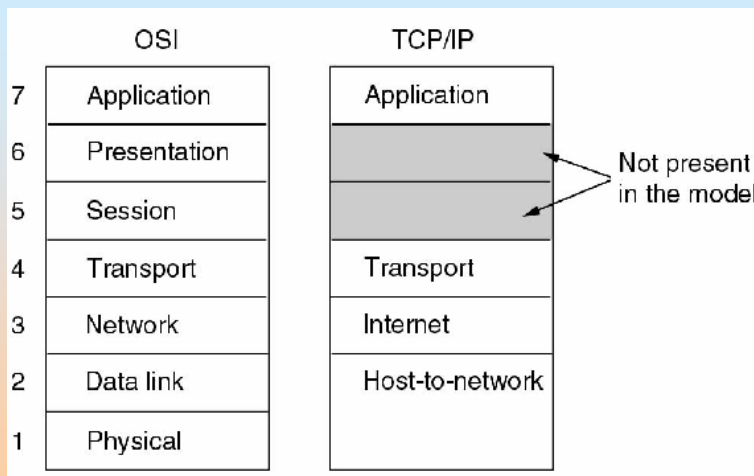 OSI TCP/IP
7 Application Application
6 Presentation
Not present
in the model
5 Session
4 Transport Transport
3 Network Internet
2 Data link Host-to-network
1 Physical